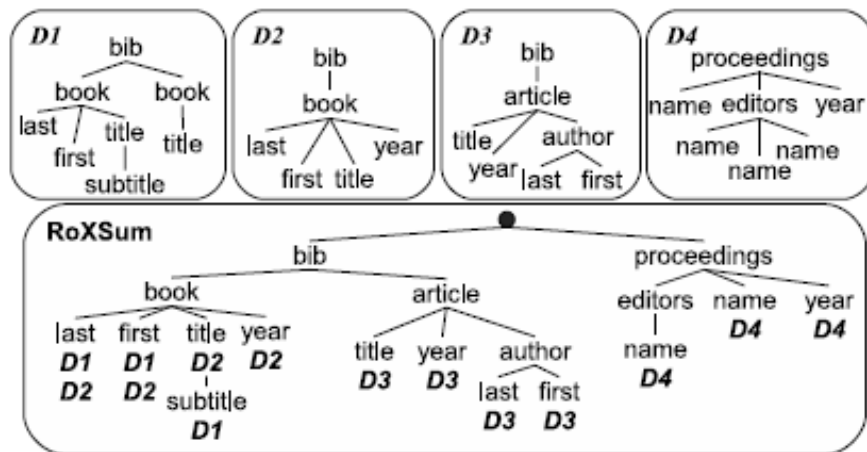 D1 D2 D3 D4
bib bib bib proceedings
book book book article name editors year
last first title title last first title year title year author name name name
subtitle last first
RoXSum
bib proceedings
book article editors name year
last first title year title year author name D4 D4
D1 D1 D2 D2 D3 D3 last first D4
D2 D2 subtitle D3 D3
D1